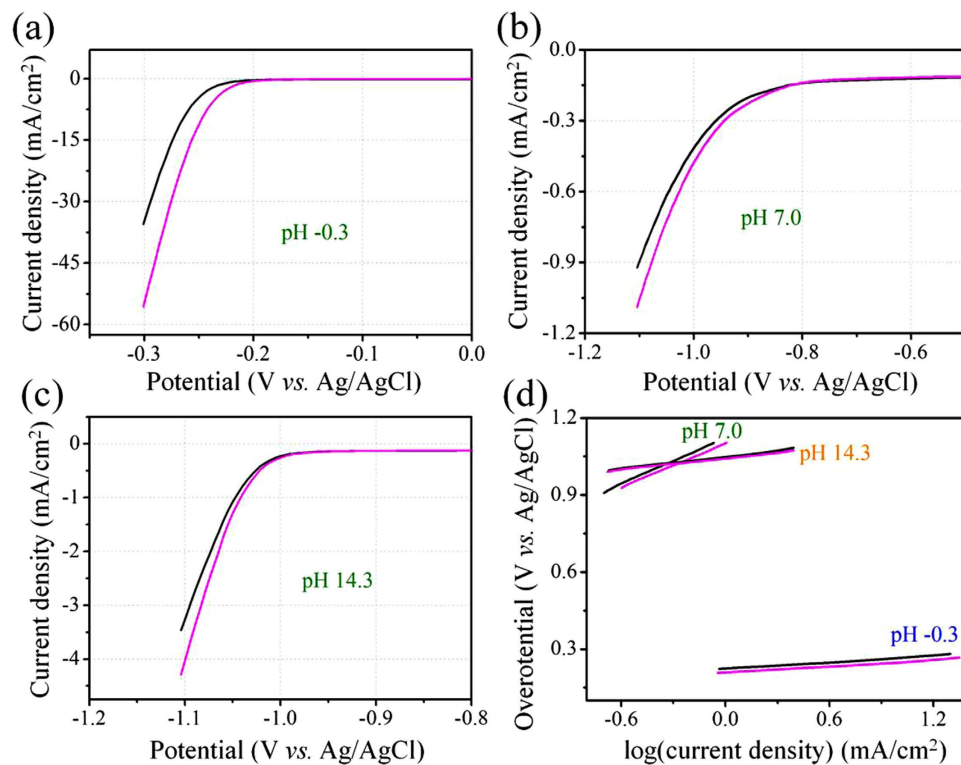 (a)
Current density (mA/cm²)
0
-15
-30
-45
-60
pH -0.3
-0.3
-0.2
-0.1
0.0
Potential (V vs. Ag/AgCl)
(b)
Current density (mA/cm²)
0.0
-0.3
-0.6
-0.9
-1.2
pH 7.0
-1.2
-1.0
-0.8
-0.6
Potential (V vs. Ag/AgCl)
(c)
Current density (mA/cm²)
0
-1
-2
-3
-4
pH 14.3
-1.2
-1.1
-1.0
-0.9
-0.8
Potential (V vs. Ag/AgCl)
(d)
Overotential (V vs. Ag/AgCl)
1.2
0.9
0.6
0.3
pH 7.0
pH 14.3
pH -0.3
-0.6
0.0
0.6
1.2
log(current density) (mA/cm²)